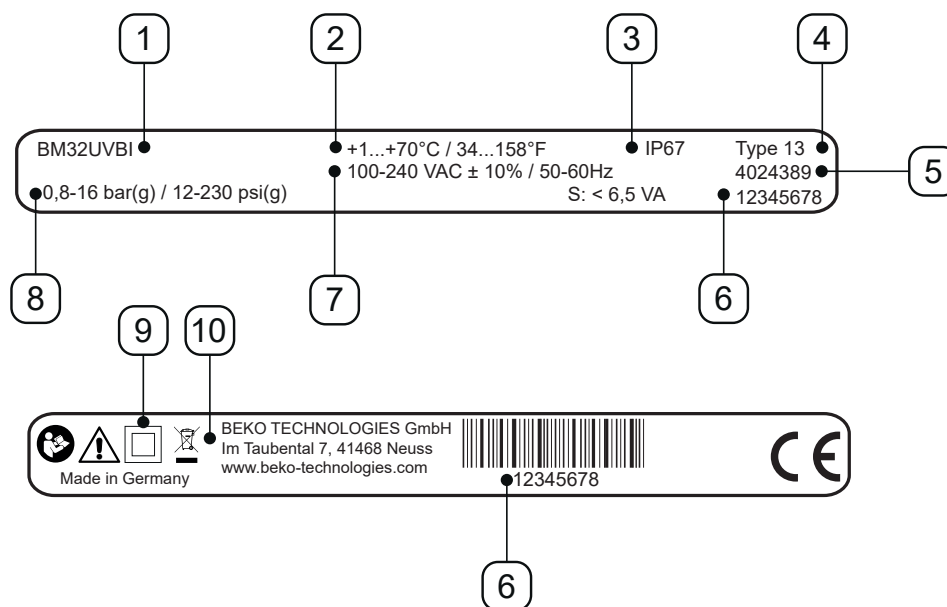 1 2 3 4
BM32UVBI +1...+70°C / 34...158°F IP67 Type 13
100-240 VAC ± 10% / 50-60Hz 4024389 5
0,8-16 bar(g) / 12-230 psi(g) S: < 6,5 VA 12345678
8 7 6
9 10
BEKO TECHNOLOGIES GmbH
Im Taubental 7, 41468 Neuss
www.beko-technologies.com
Made in Germany
12345678
CE
6